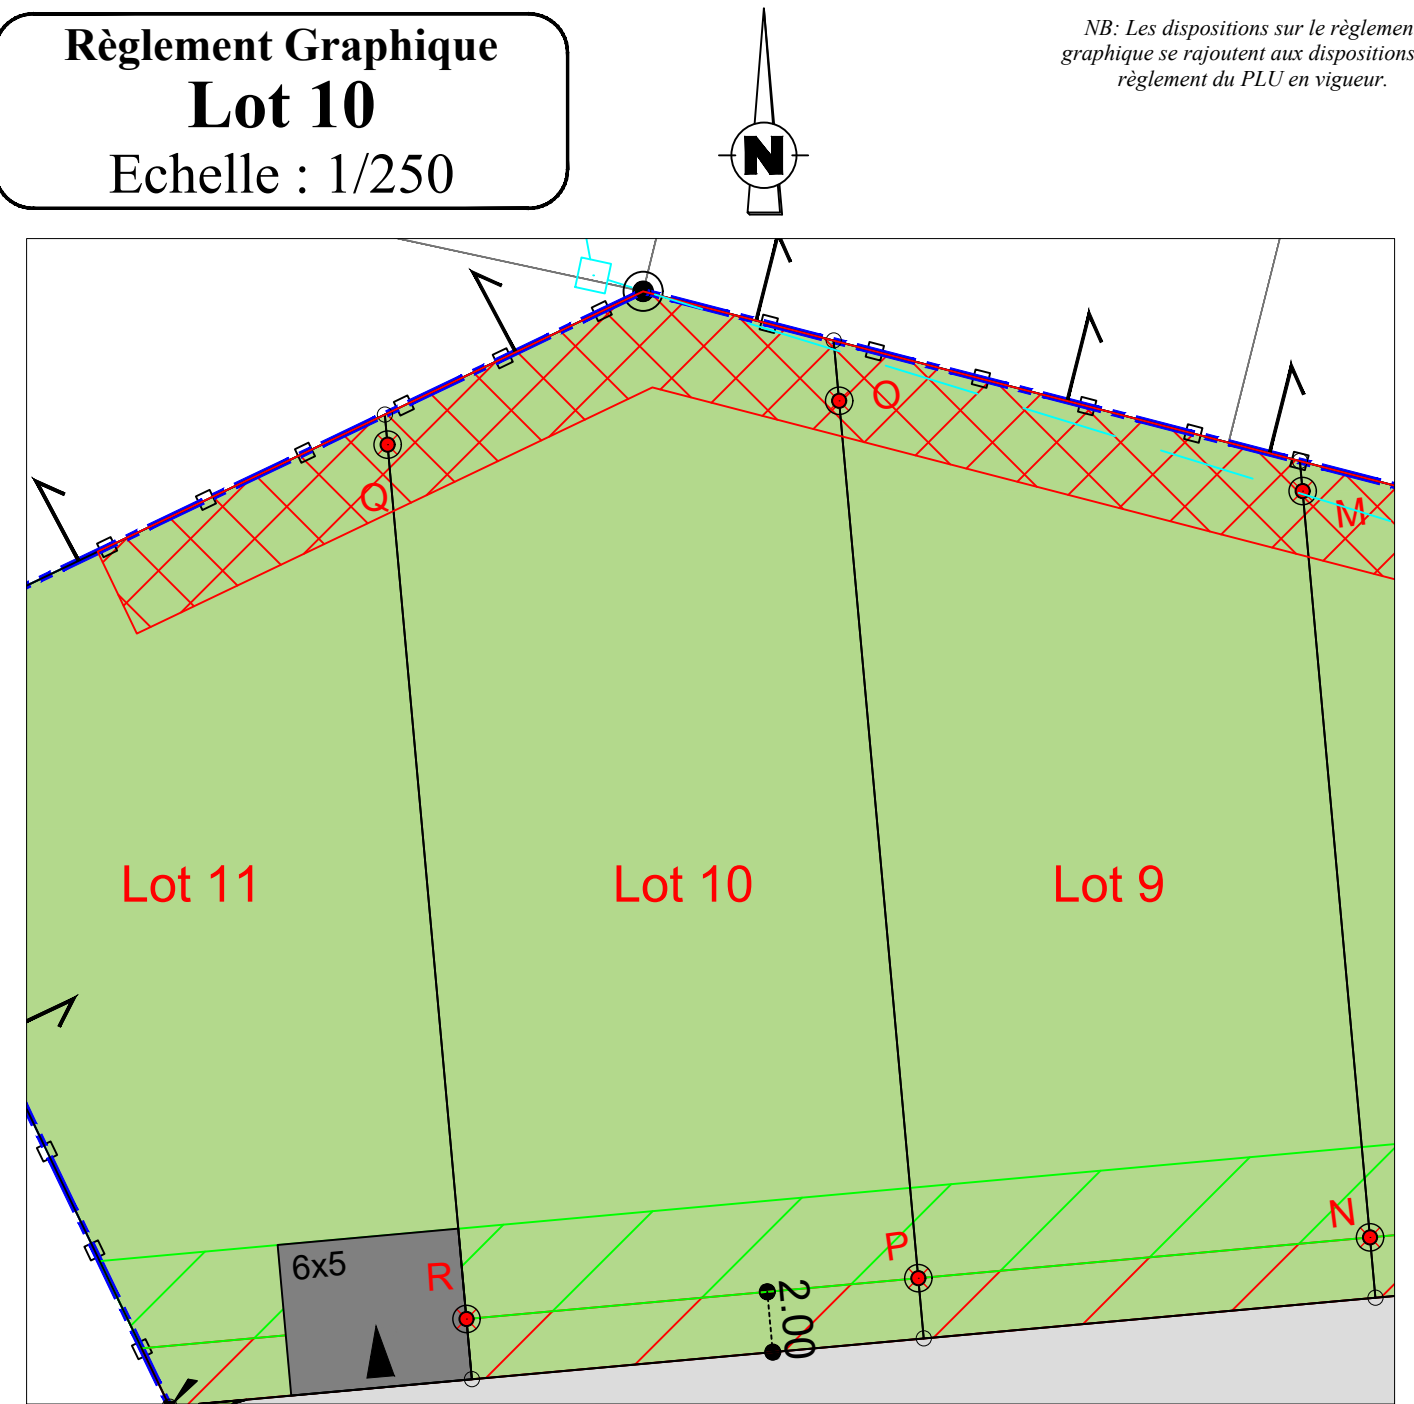 Règlement Graphique
Lot 10
Echelle : 1/250
N
NB: Les dispositions sur le règlemen
graphique se rajoutent aux dispositions
règlement du PLU en vigueur.
O
Q
M
Lot 11
Lot 10
Lot 9
N
P
6x5
R
2.00